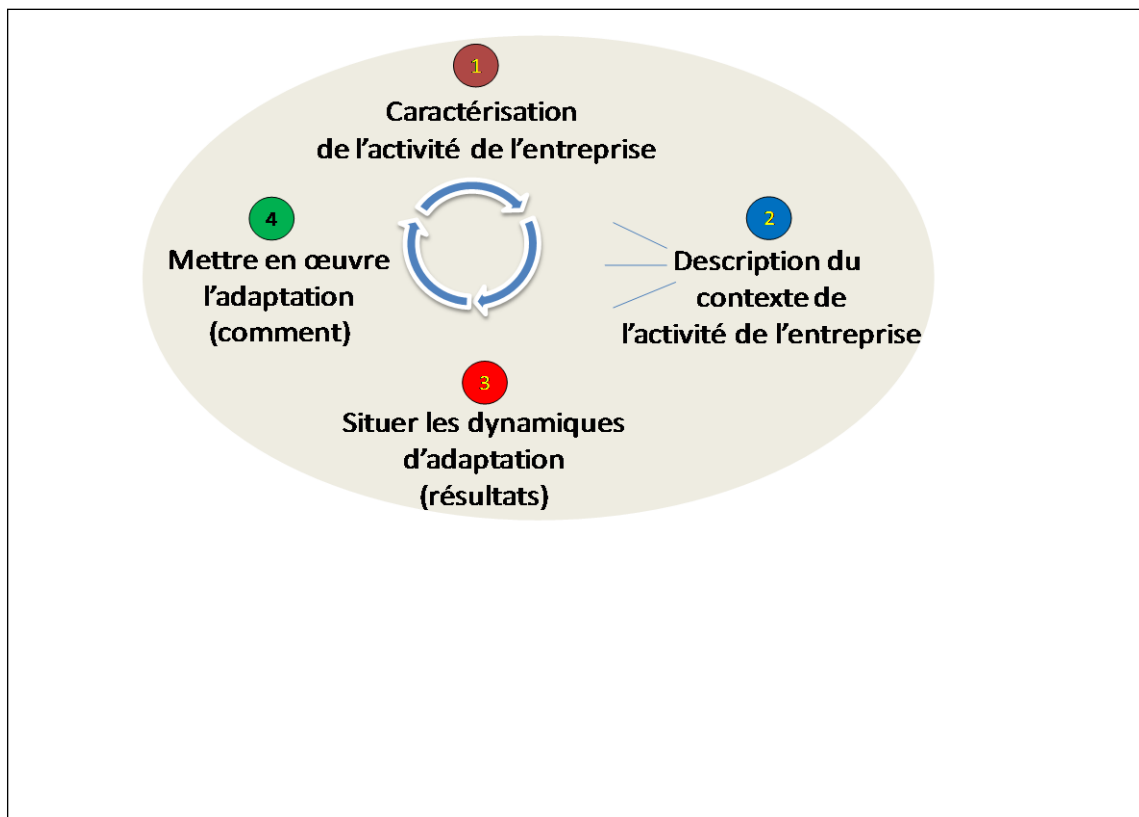 1
Caractérisation
de l'activité de l'entreprise
2
Description du
contexte de
l'activité de l'entreprise
3
Situer les dynamiques
d'adaptation
(résultats)
4
Mettre en œuvre
l'adaptation
(comment)